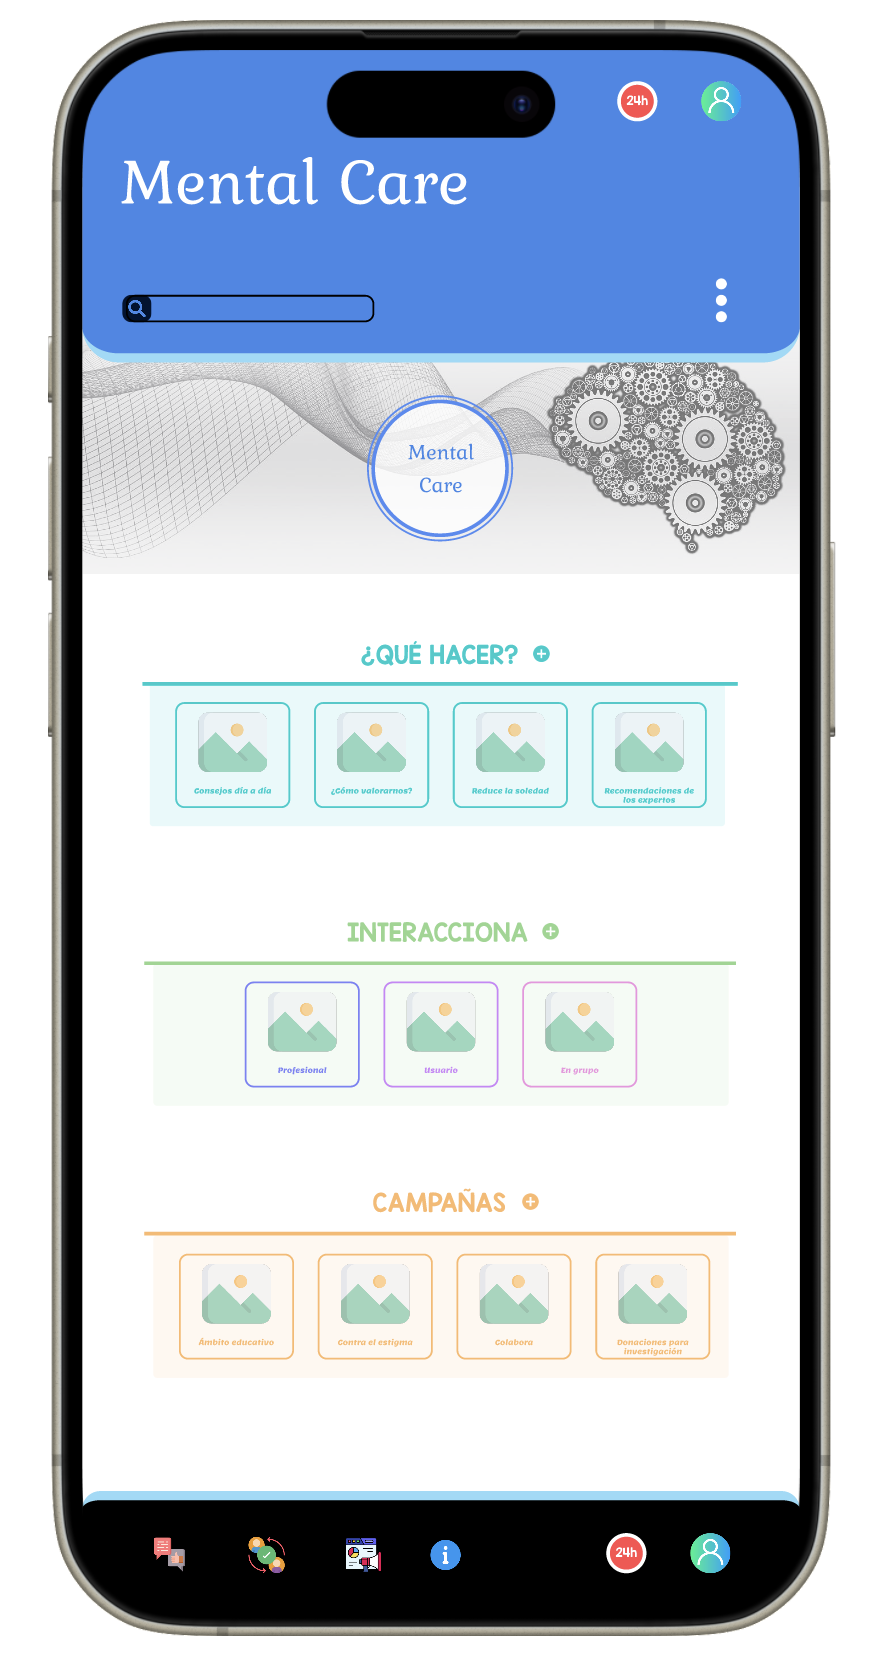 24h
Mental Care
Mental
Care
¿QUÉ HACER?
Consejos día a día
¿Cómo valorarnos?
Reduce la soledad
Recomendaciones de
los expertos
INTERACCIONA
Profesional
Usuario
En grupo
CAMPAÑAS
Ámbito educativo
Contra el estigma
Colabora
Donaciones para
investigación
i
24h